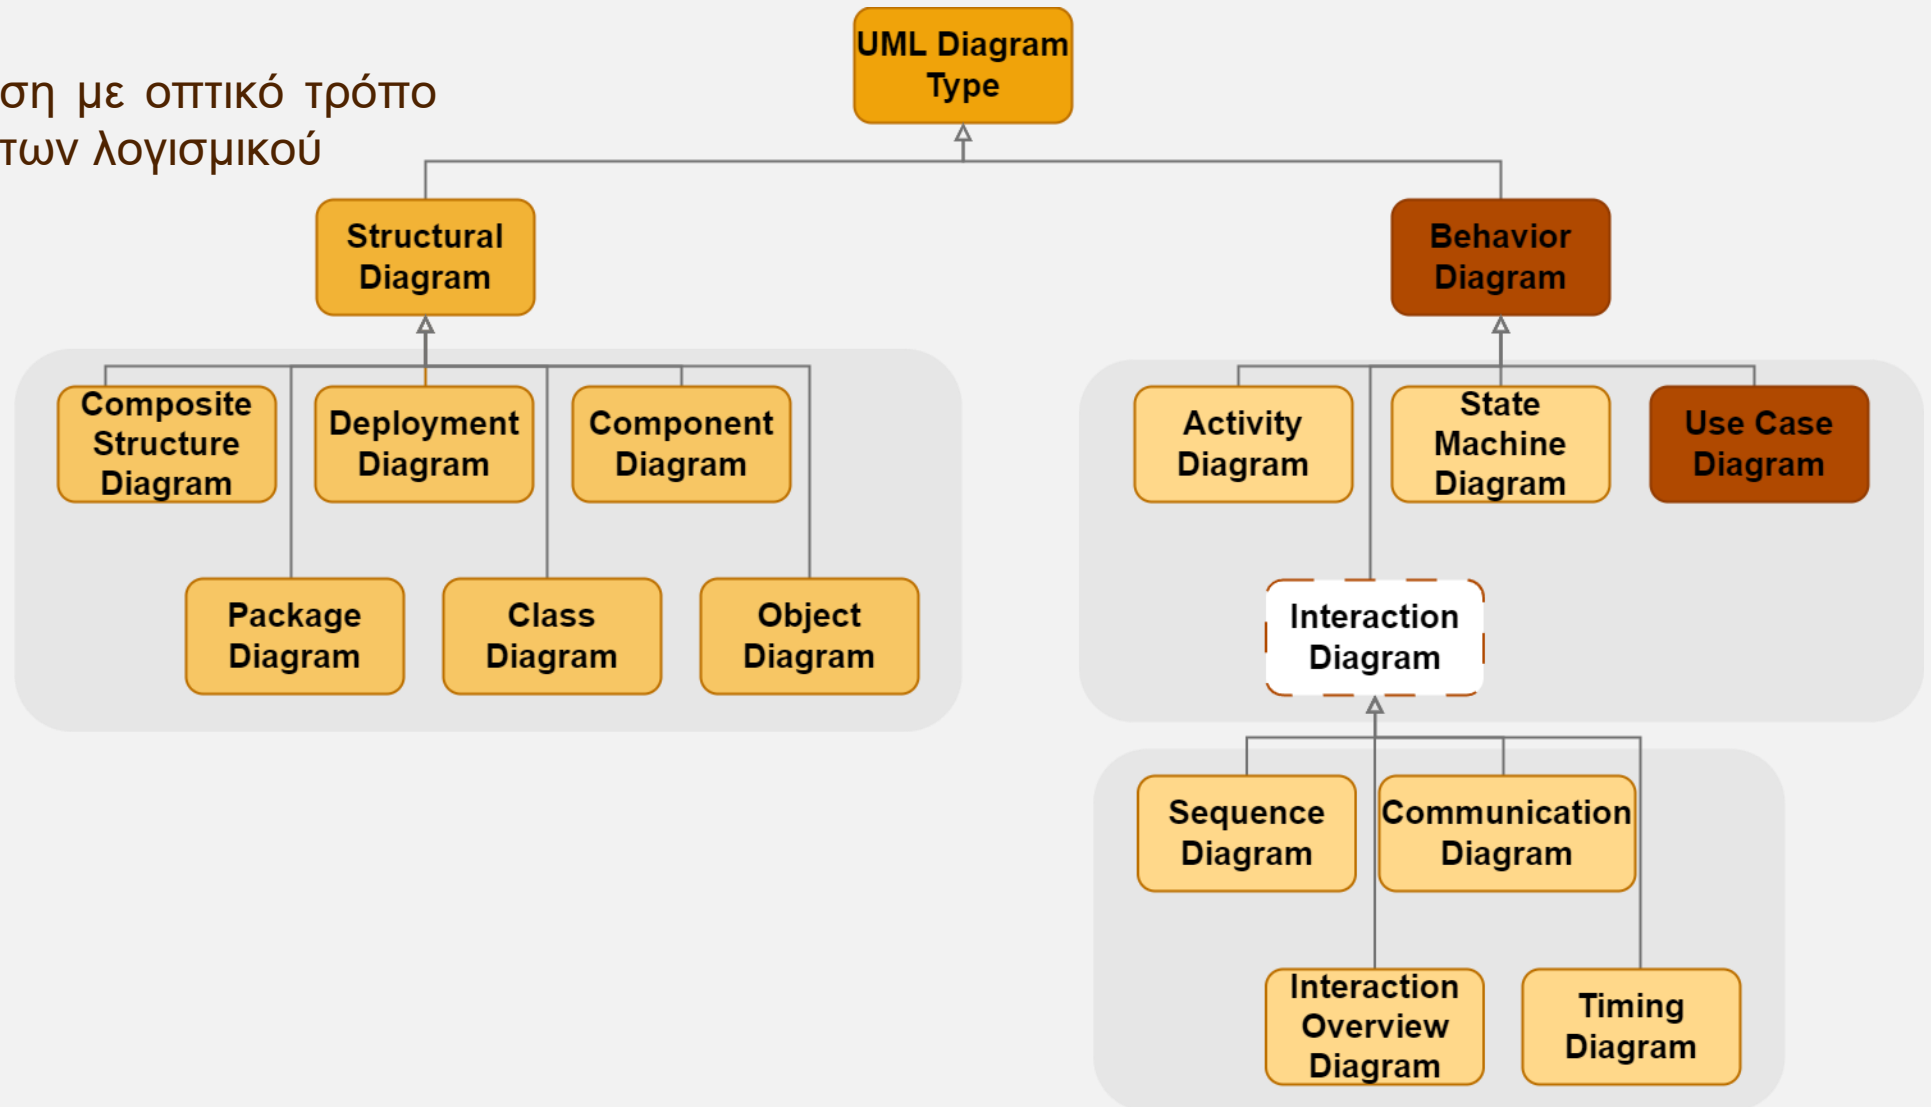 UML Diagram
Type
ση με οπτικό τρόπο
των λογισμικού
Structural
Diagram
Behavior
Diagram
Composite
Structure
Diagram
Deployment
Diagram
Component
Diagram
Activity
Diagram
State
Machine
Diagram
Use Case
Diagram
Package
Diagram
Class
Diagram
Object
Diagram
Interaction
Diagram
Sequence
Diagram
Communication
Diagram
Interaction
Overview
Diagram
Timing
Diagram